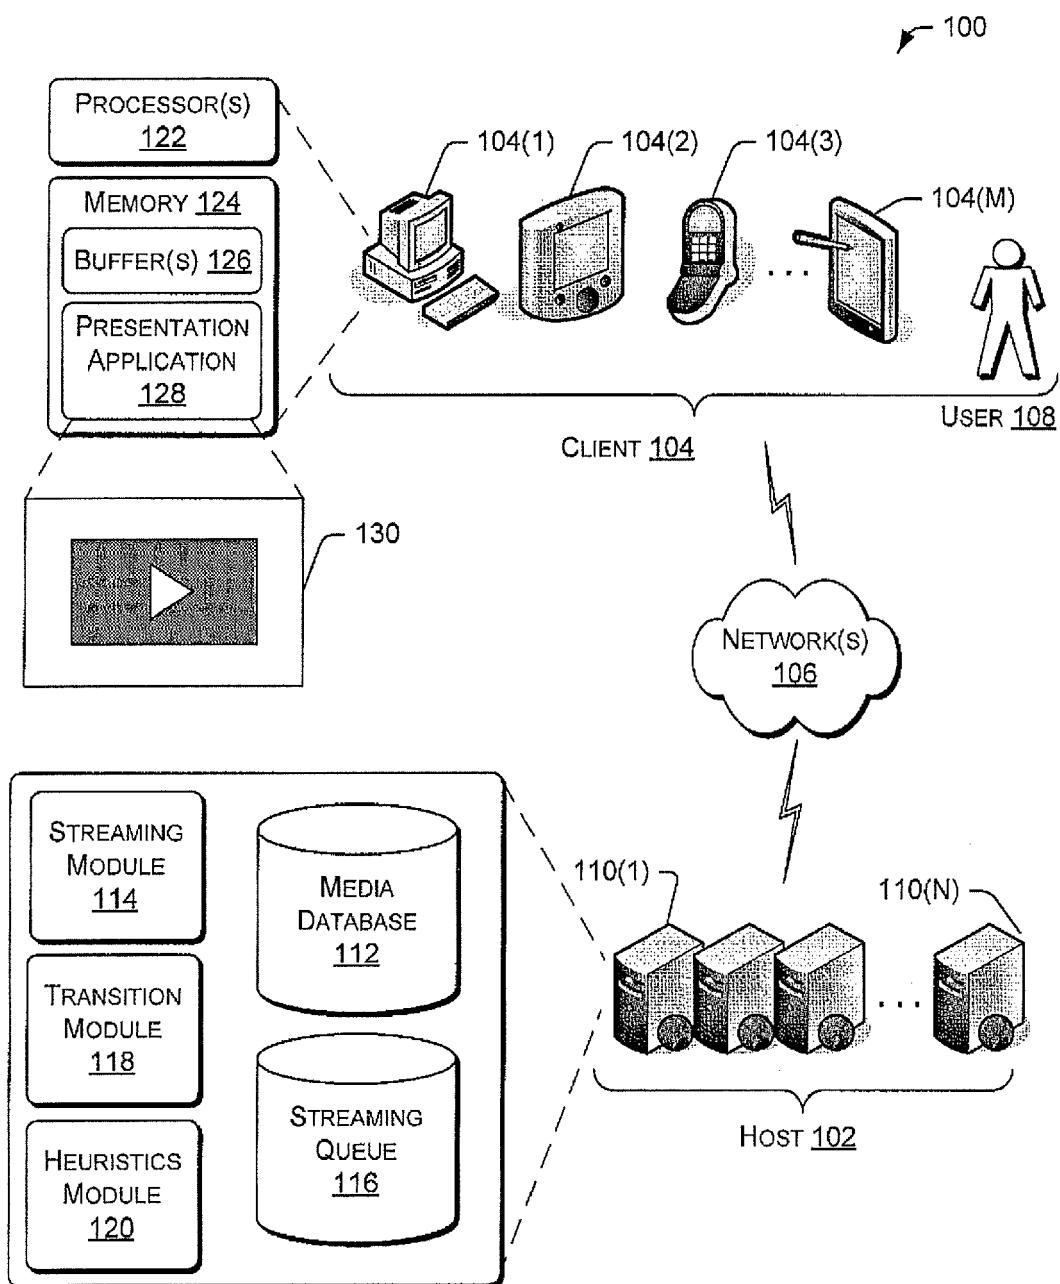 100
PROCESSOR(S)
122
MEMORY 124
BUFFER(S) 126
PRESENTATION
APPLICATION
128
104(1)
104(2)
104(3)
104(M)
...
USER 108
CLIENT 104
130
NETWORK(S)
106
STREAMING
MODULE
114
TRANSITION
MODULE
118
HEURISTICS
MODULE
120
MEDIA
DATABASE
112
STREAMING
QUEUE
116
110(1)
110(N)
...
HOST 102